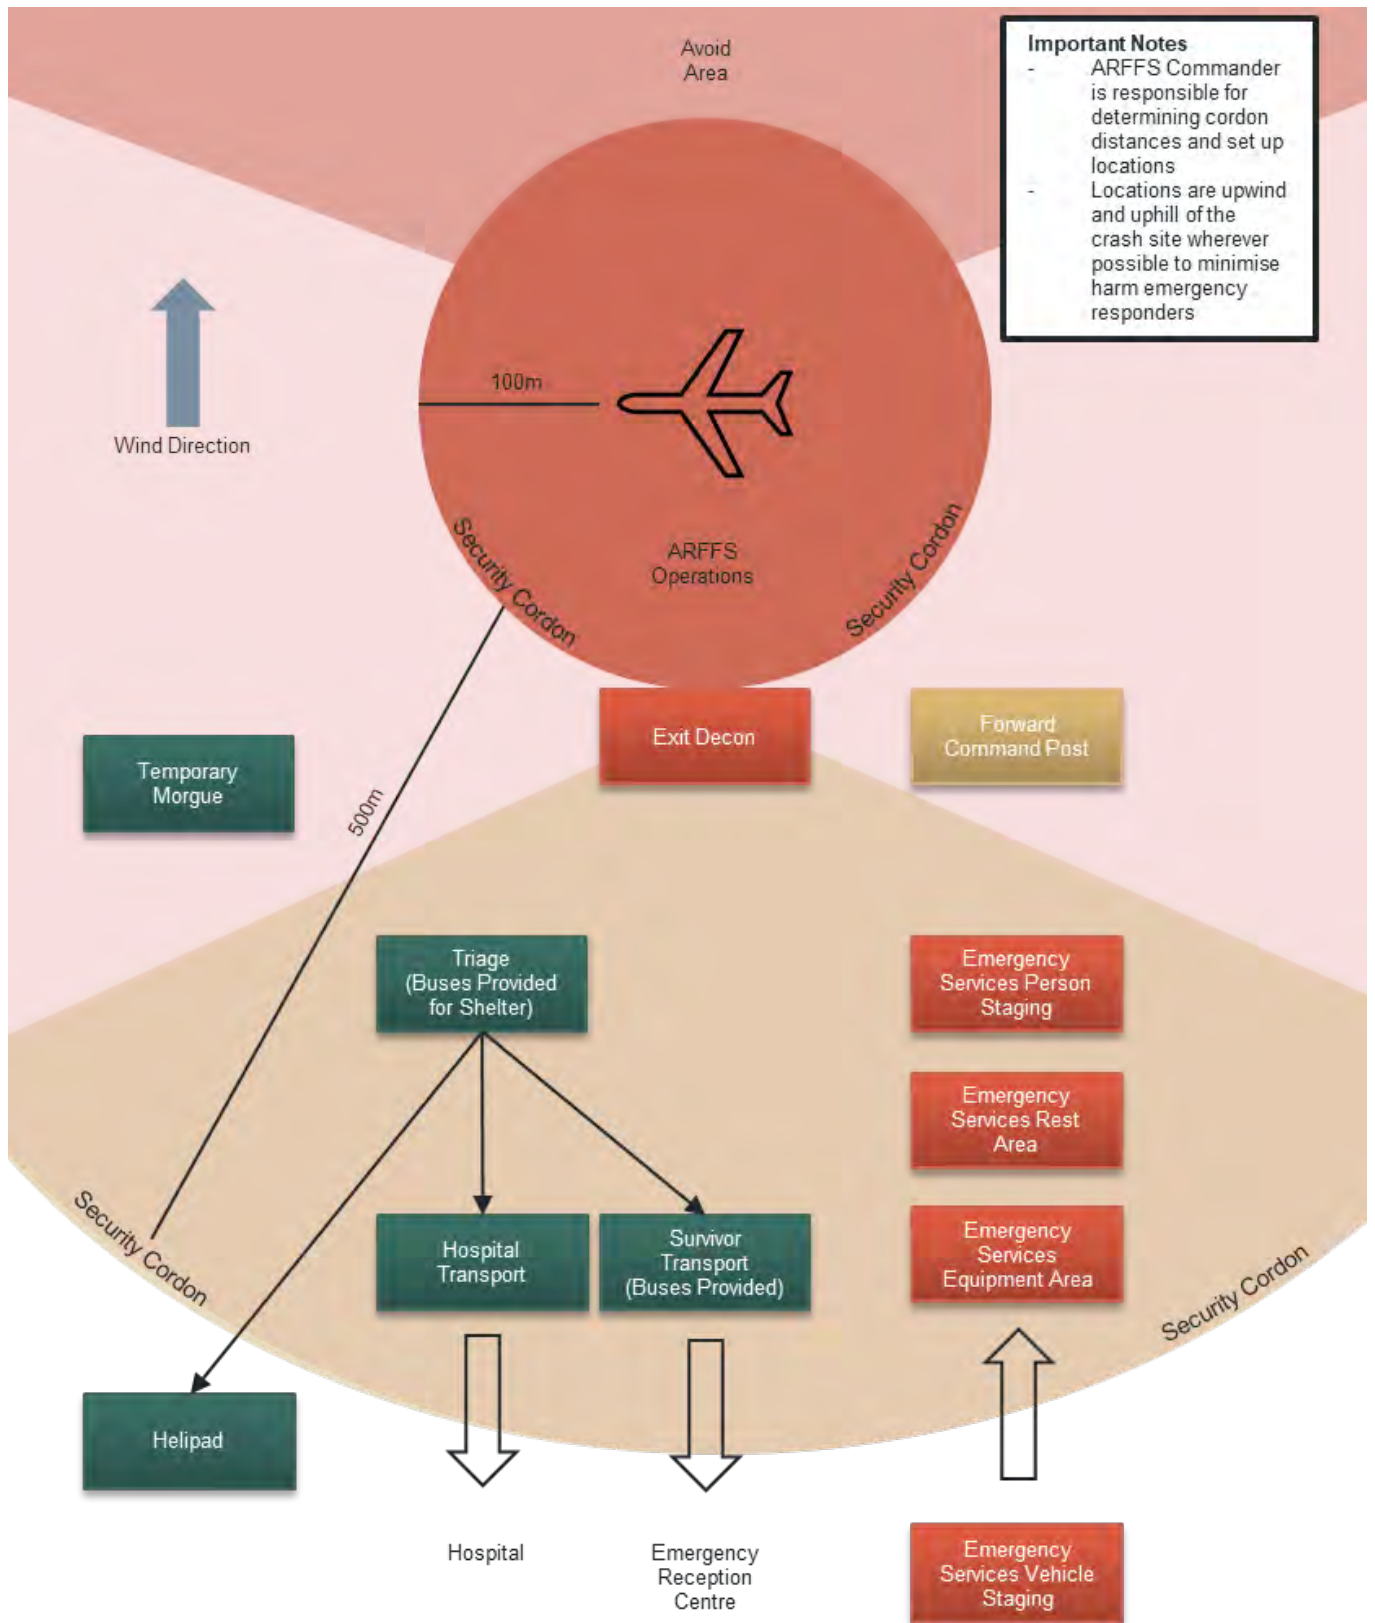 Avoid
Area
Important Notes
- ARFFS Commander
is responsible for
determining cordon
distances and set up
locations
- Locations are upwind
and uphill of the
crash site wherever
possible to minimise
harm emergency
responders
100m
Wind Direction
Security Cordon
ARFFS
Operations
Security Cordon
Exit Decon
Forward
Command Post
Temporary
Morgue
500m
Triage
(Buses Provided
for Shelter)
Emergency
Services Person
Staging
Emergency
Services Rest
Area
Security Cordon
Hospital
Transport
Survivor
Transport
(Buses Provided)
Emergency
Services
Equipment Area
Security Cordon
Helipad
Hospital
Emergency
Reception
Centre
Emergency
Services Vehicle
Staging